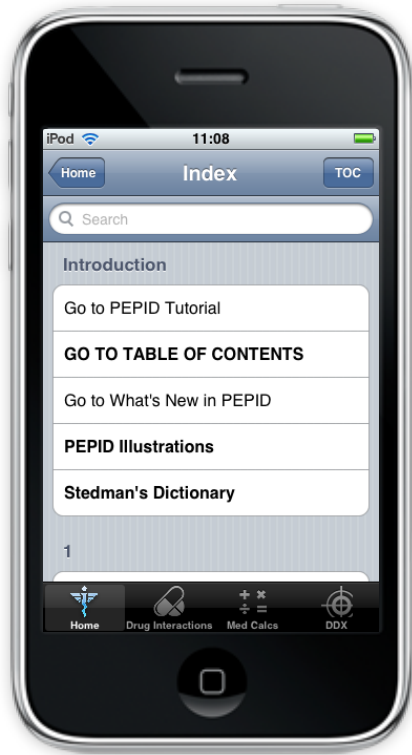 iPod 11:08
Home Index TOC
Search
Introduction
Go to PEPID Tutorial
GO TO TABLE OF CONTENTS
Go to What's New in PEPID
PEPID Illustrations
Stedman's Dictionary
1
Home Drug Interactions Med Calcs DDX